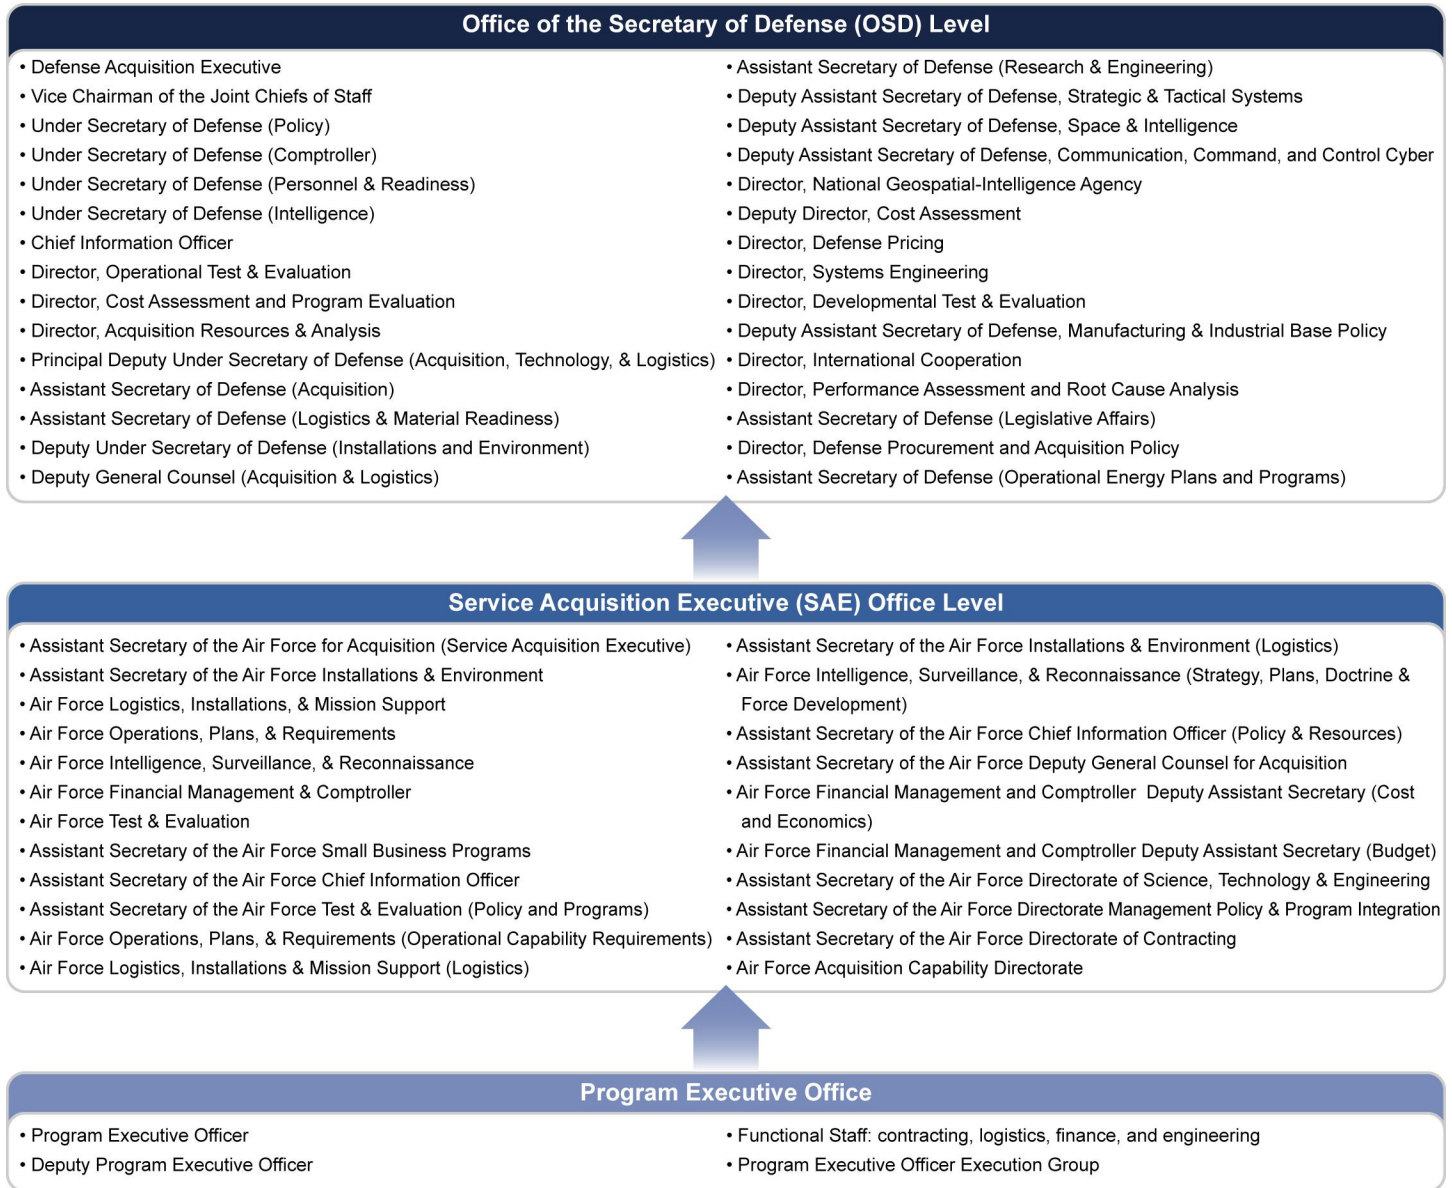 Office of the Secretary of Defense (OSD) Level
• Defense Acquisition Executive
• Vice Chairman of the Joint Chiefs of Staff
• Under Secretary of Defense (Policy)
• Under Secretary of Defense (Comptroller)
• Under Secretary of Defense (Personnel & Readiness)
• Under Secretary of Defense (Intelligence)
• Chief Information Officer
• Director, Operational Test & Evaluation
• Director, Cost Assessment and Program Evaluation
• Director, Acquisition Resources & Analysis
• Principal Deputy Under Secretary of Defense (Acquisition, Technology, & Logistics)
• Assistant Secretary of Defense (Acquisition)
• Assistant Secretary of Defense (Logistics & Material Readiness)
• Deputy Under Secretary of Defense (Installations and Environment)
• Deputy General Counsel (Acquisition & Logistics)
• Assistant Secretary of Defense (Research & Engineering)
• Deputy Assistant Secretary of Defense, Strategic & Tactical Systems
• Deputy Assistant Secretary of Defense, Space & Intelligence
• Deputy Assistant Secretary of Defense, Communication, Command, and Control Cyber
• Director, National Geospatial-Intelligence Agency
• Deputy Director, Cost Assessment
• Director, Defense Pricing
• Director, Systems Engineering
• Director, Developmental Test & Evaluation
• Deputy Assistant Secretary of Defense, Manufacturing & Industrial Base Policy
• Director, International Cooperation
• Director, Performance Assessment and Root Cause Analysis
• Assistant Secretary of Defense (Legislative Affairs)
• Director, Defense Procurement and Acquisition Policy
• Assistant Secretary of Defense (Operational Energy Plans and Programs)
Service Acquisition Executive (SAE) Office Level
• Assistant Secretary of the Air Force for Acquisition (Service Acquisition Executive)
• Assistant Secretary of the Air Force Installations & Environment
• Air Force Logistics, Installations, & Mission Support
• Air Force Operations, Plans, & Requirements
• Air Force Intelligence, Surveillance, & Reconnaissance
• Air Force Financial Management & Comptroller
• Air Force Test & Evaluation
• Assistant Secretary of the Air Force Small Business Programs
• Assistant Secretary of the Air Force Chief Information Officer
• Assistant Secretary of the Air Force Test & Evaluation (Policy and Programs)
• Air Force Operations, Plans, & Requirements (Operational Capability Requirements)
• Air Force Logistics, Installations & Mission Support (Logistics)
• Assistant Secretary of the Air Force Installations & Environment (Logistics)
• Air Force Intelligence, Surveillance, & Reconnaissance (Strategy, Plans, Doctrine &
Force Development)
• Assistant Secretary of the Air Force Chief Information Officer (Policy & Resources)
• Assistant Secretary of the Air Force Deputy General Counsel for Acquisition
• Air Force Financial Management and Comptroller Deputy Assistant Secretary (Cost
and Economics)
• Air Force Financial Management and Comptroller Deputy Assistant Secretary (Budget)
• Assistant Secretary of the Air Force Directorate of Science, Technology & Engineering
• Assistant Secretary of the Air Force Directorate Management Policy & Program Integration
• Assistant Secretary of the Air Force Directorate of Contracting
• Air Force Acquisition Capability Directorate
Program Executive Office
• Program Executive Officer
• Deputy Program Executive Officer
• Functional Staff: contracting, logistics, finance, and engineering
• Program Executive Officer Execution Group